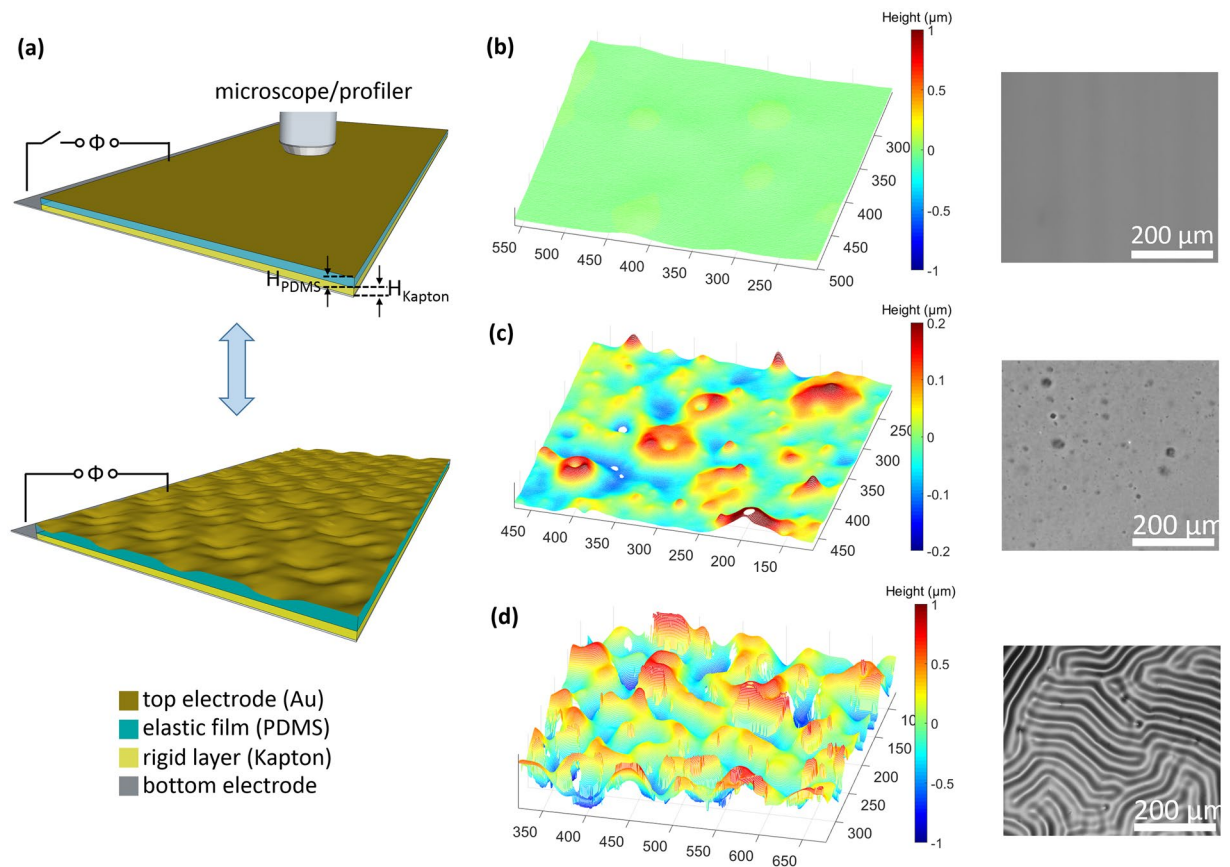 (a)
microscope/profiler
Φ
H_PDMS
H_Kapton
Φ
top electrode (Au)
elastic film (PDMS)
rigid layer (Kapton)
bottom electrode
(b)
Height (µm)
1
0.5
0
-0.5
-1
300
350
400
450
500
550
500
450
400
350
300
250
200 µm
(c)
Height (µm)
0.2
0.1
0
-0.1
-0.2
250
300
350
400
450
450
400
350
300
250
200
150
200 µm
(d)
Height (µm)
1
0.5
0
-0.5
-1
150
200
250
300
350
400
450
500
550
600
650
200 µm